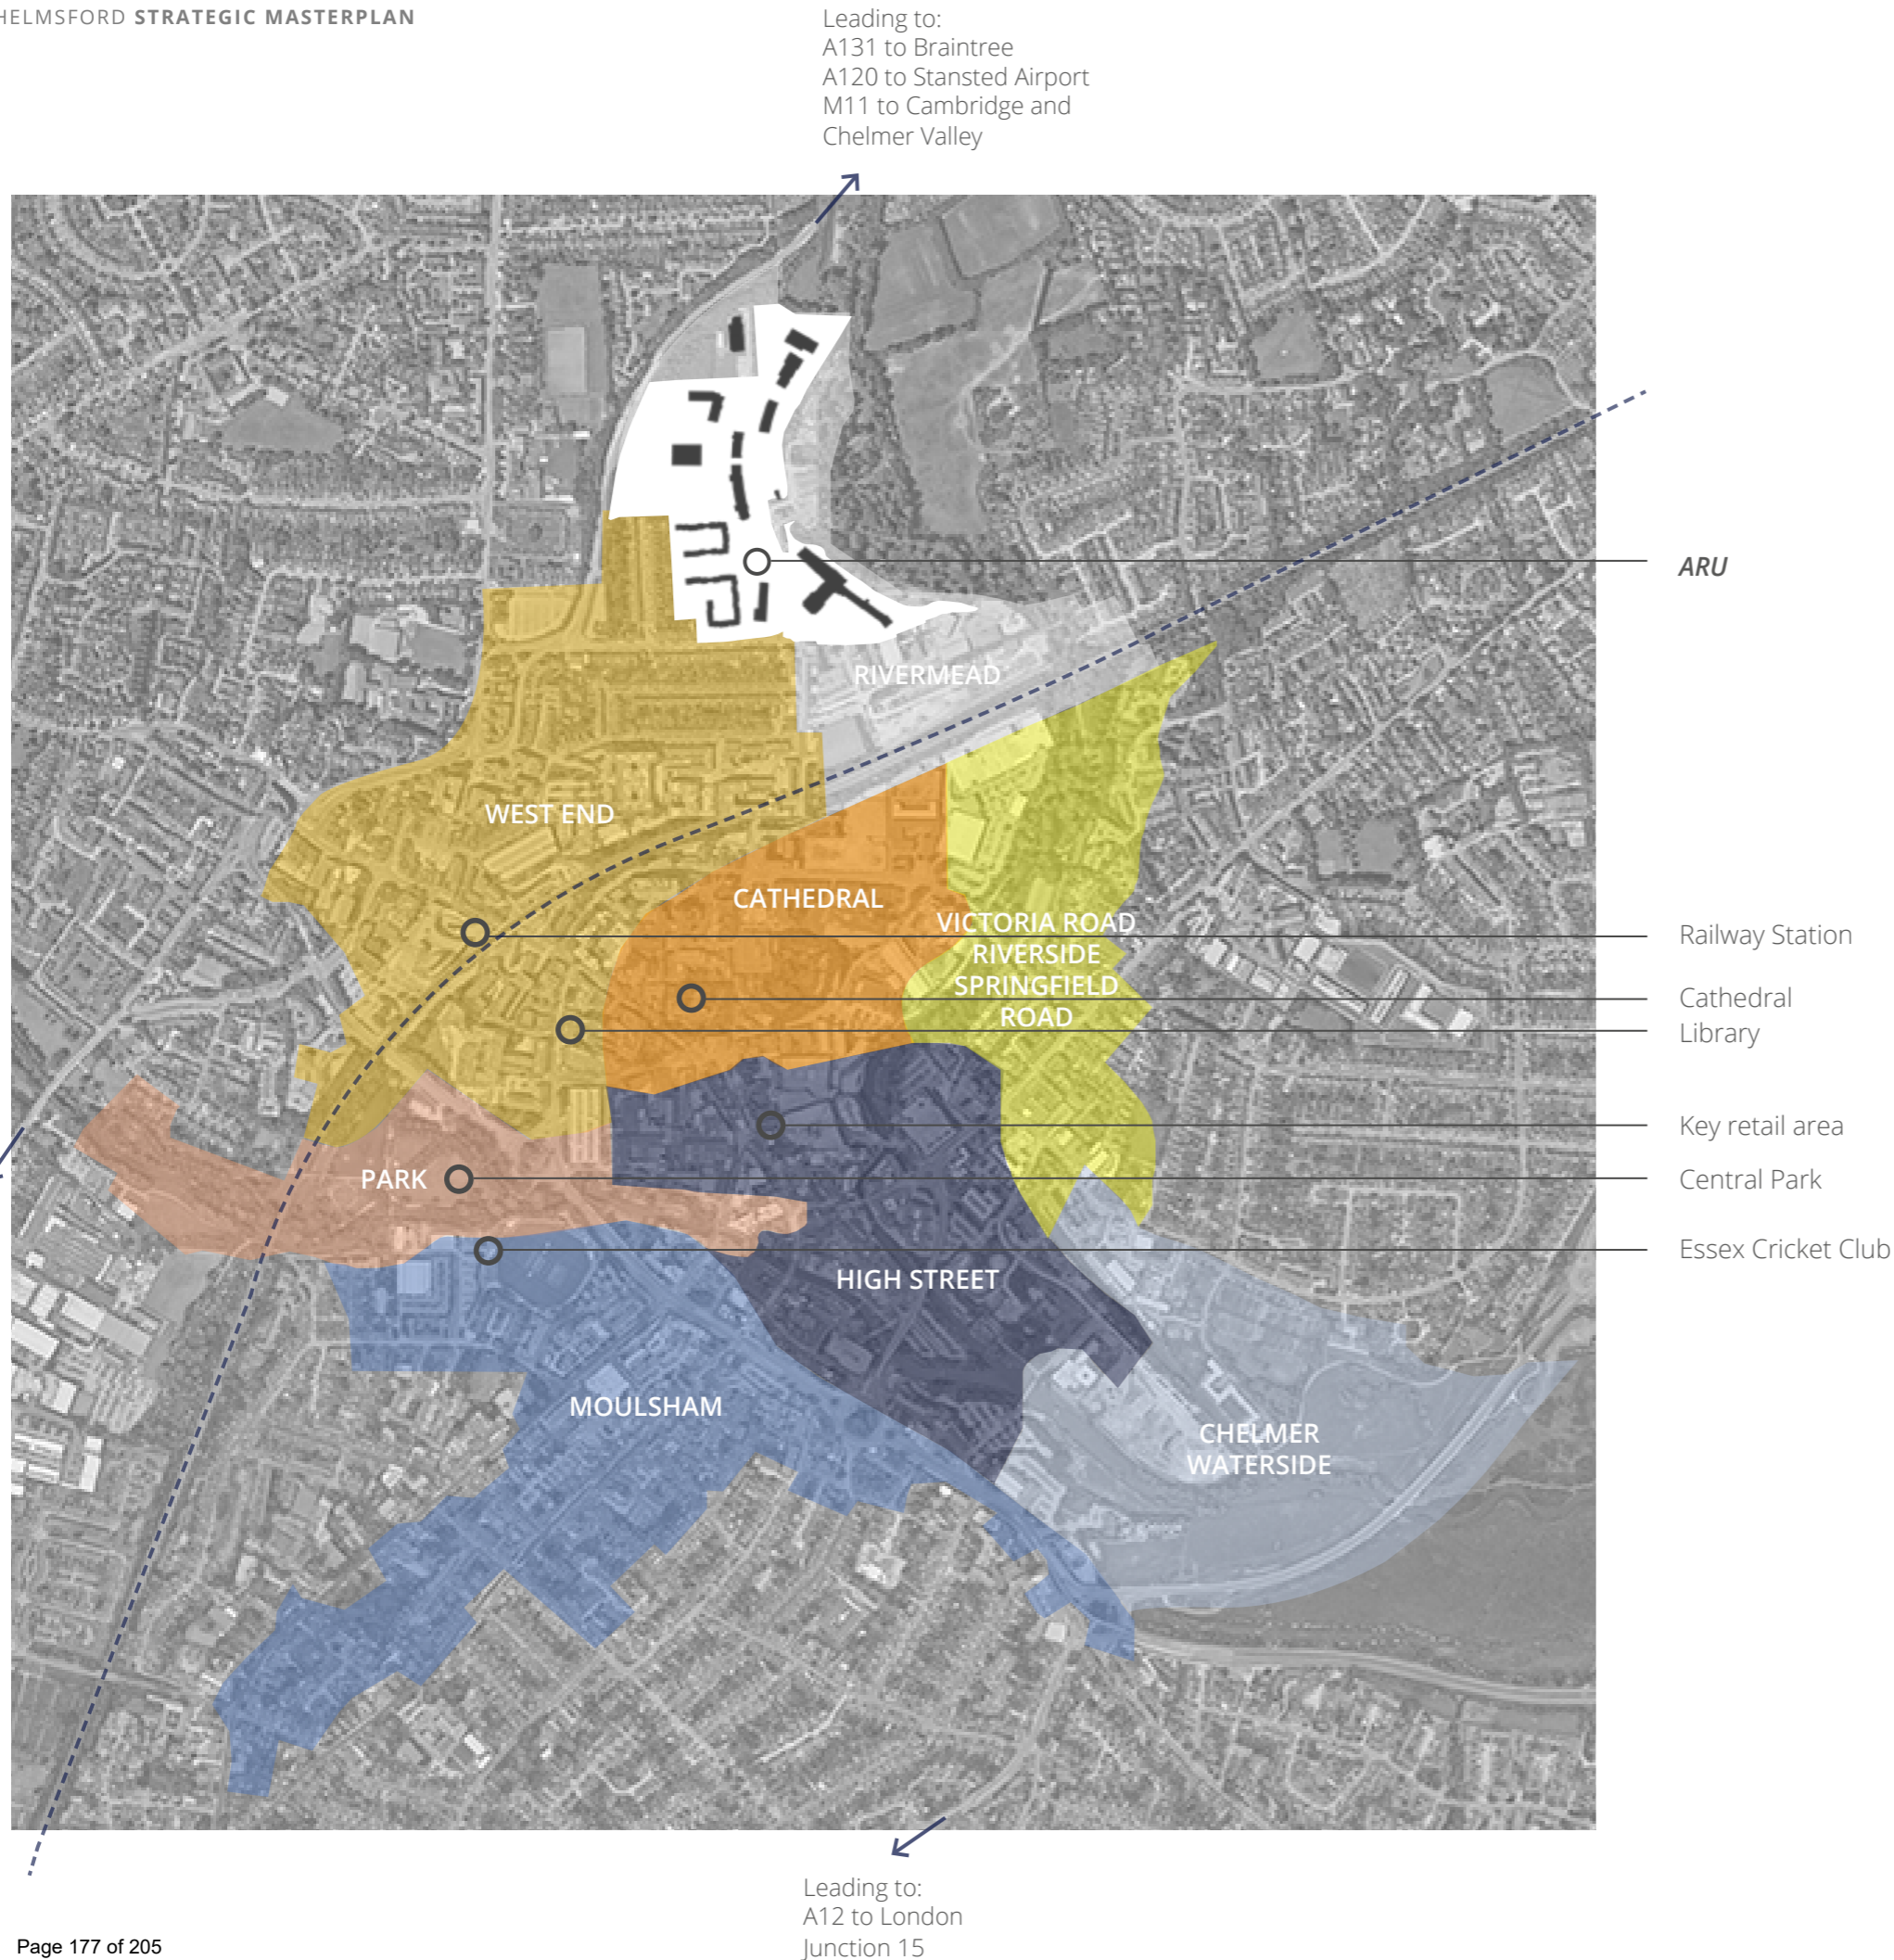 HELMSFORD STRATEGIC MASTERPLAN
Leading to:
A131 to Braintree
A120 to Stansted Airport
M11 to Cambridge and
Chelmer Valley
ARU
RIVERMEAD
WEST END
CATHEDRAL
VICTORIA ROAD
RIVERSIDE
SPRINGFIELD
ROAD
Railway Station
Cathedral
Library
Key retail area
PARK
Central Park
Essex Cricket Club
HIGH STREET
MOULSHAM
CHELMER
WATERSIDE
Leading to:
A12 to London
Junction 15
Page 177 of 205